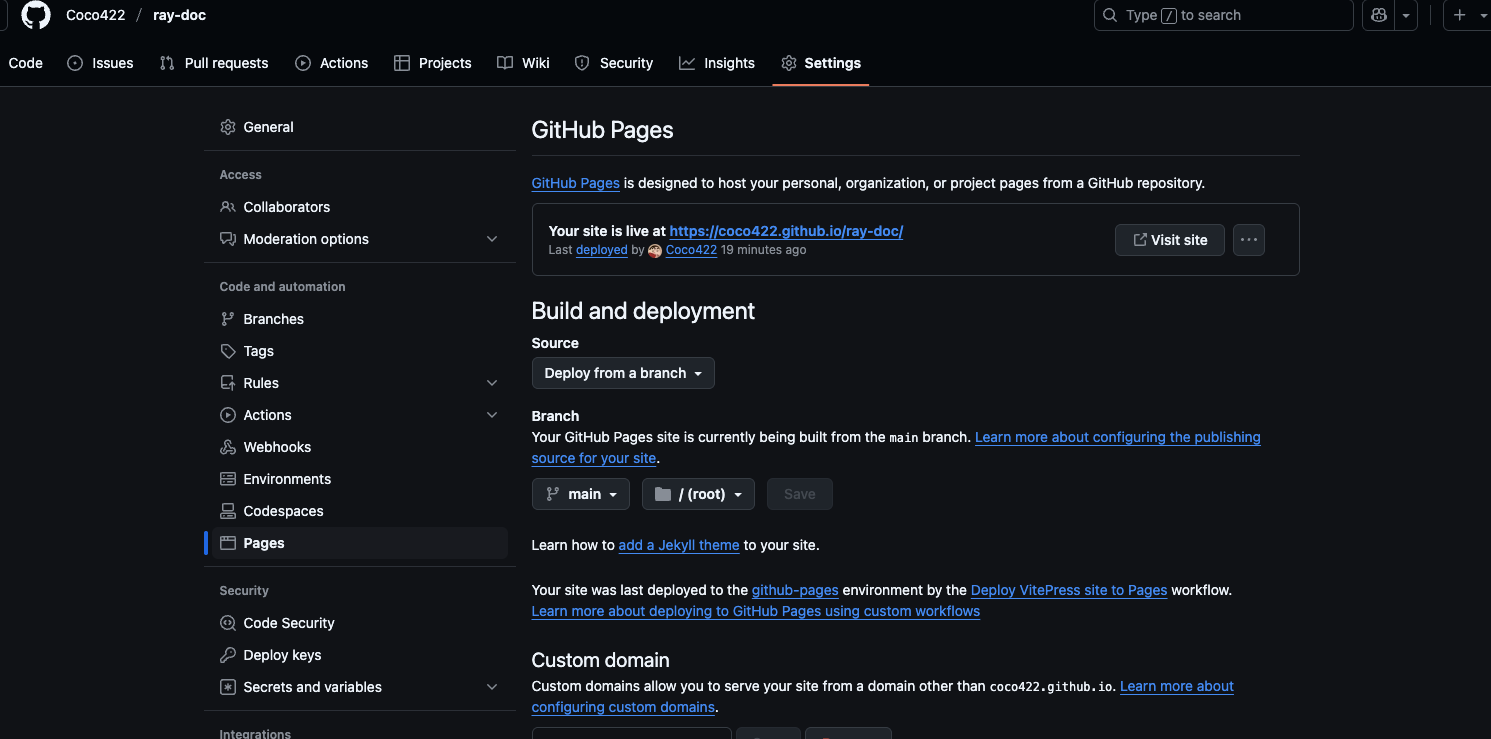 Coco422 / ray-doc
Type / to search
Code Issues Pull requests Actions Projects Wiki Security Insights Settings
General
Access
Collaborators
Moderation options
Code and automation
Branches
Tags
Rules
Actions
Webhooks
Environments
Codespaces
Pages
Security
Code Security
Deploy keys
Secrets and variables
Integrations
GitHub Pages
GitHub Pages is designed to host your personal, organization, or project pages from a GitHub repository.
Your site is live at https://coco422.github.io/ray-doc/
Last deployed by Coco422 19 minutes ago
Visit site
Build and deployment
Source
Deploy from a branch
Branch
Your GitHub Pages site is currently being built from the main branch. Learn more about configuring the publishing
source for your site.
main / (root) Save
Learn how to add a Jekyll theme to your site.
Your site was last deployed to the github-pages environment by the Deploy VitePress site to Pages workflow.
Learn more about deploying to GitHub Pages using custom workflows
Custom domain
Custom domains allow you to serve your site from a domain other than coco422.github.io. Learn more about
configuring custom domains.